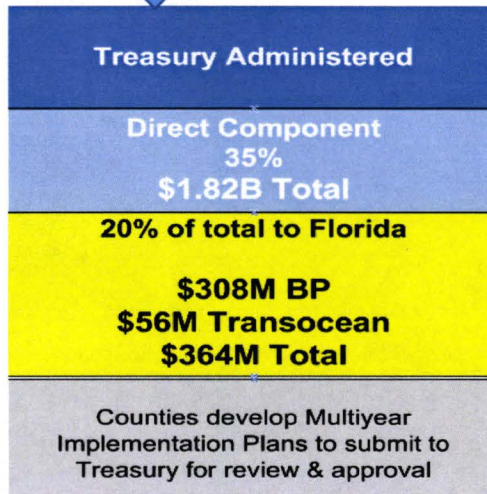 Treasury Administered
Direct Component
35%
$1.82B Total
20% of total to Florida
$308M BP
$56M Transocean
$364M Total
Counties develop Multiyear
Implementation Plans to submit to
Treasury for review & approval